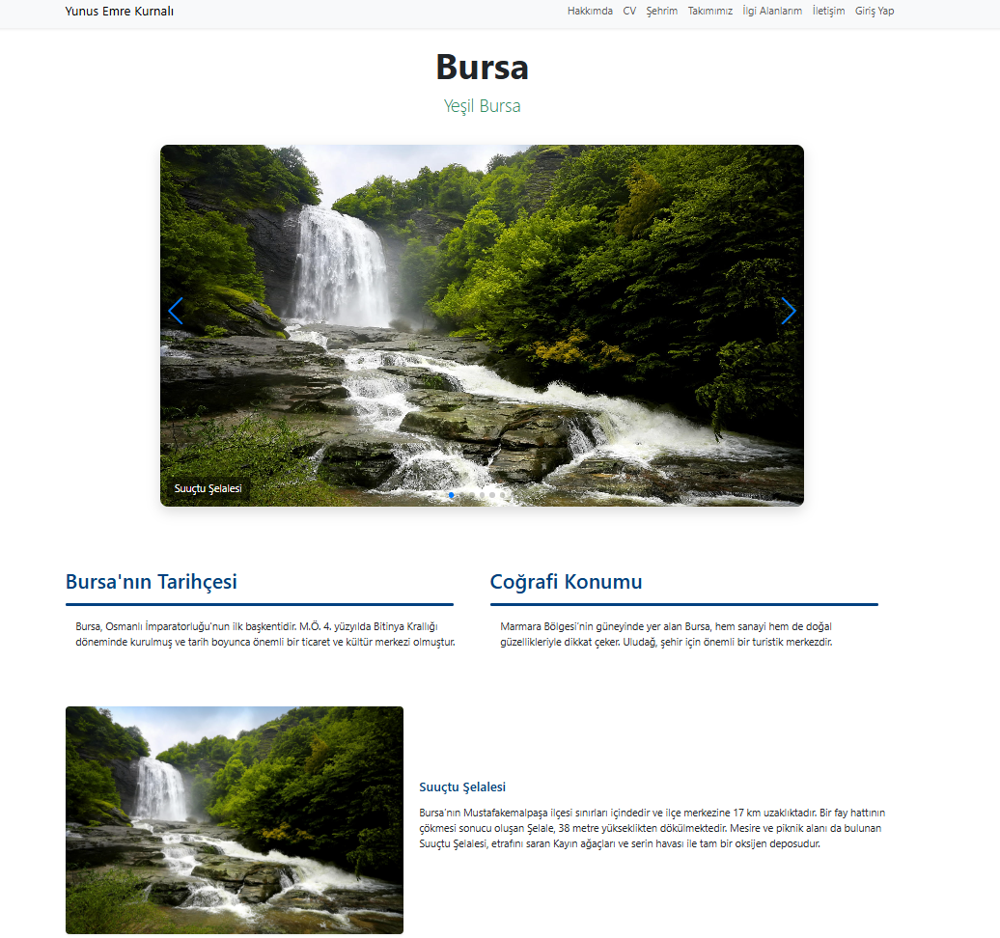 Yunus Emre Kurnalı
Hakkımda CV Şehrim Takımımız İlgi Alanlarım İletişim Giriş Yap
Bursa
Yeşil Bursa
Suuçtu Şelalesi
Bursa'nın Tarihçesi
Bursa, Osmanlı İmparatorluğu'nun ilk başkentidir. M.Ö. 4. yüzyılda Bitinya Krallığı
döneminde kurulmuş ve tarih boyunca önemli bir ticaret ve kültür merkezi olmuştur.
Coğrafi Konumu
Marmara Bölgesi'nin güneyinde yer alan Bursa, hem sanayi hem de doğal
güzellikleriyle dikkat çeker. Uludağ, şehir için önemli bir turistik merkezdir.
Suuçtu Şelalesi
Bursa'nın Mustafakemalpaşa ilçesi sınırları içindedir ve ilçe merkezine 17 km uzaklıktadır. Bir fay hattının
çökmesi sonucu oluşan Şelale, 38 metre yükseklikten dökülmektedir. Mesire ve piknik alanı da bulunan
Suuçtu Şelalesi, etrafını saran Kayın ağaçları ve serin havası ile tam bir oksijen deposudur.